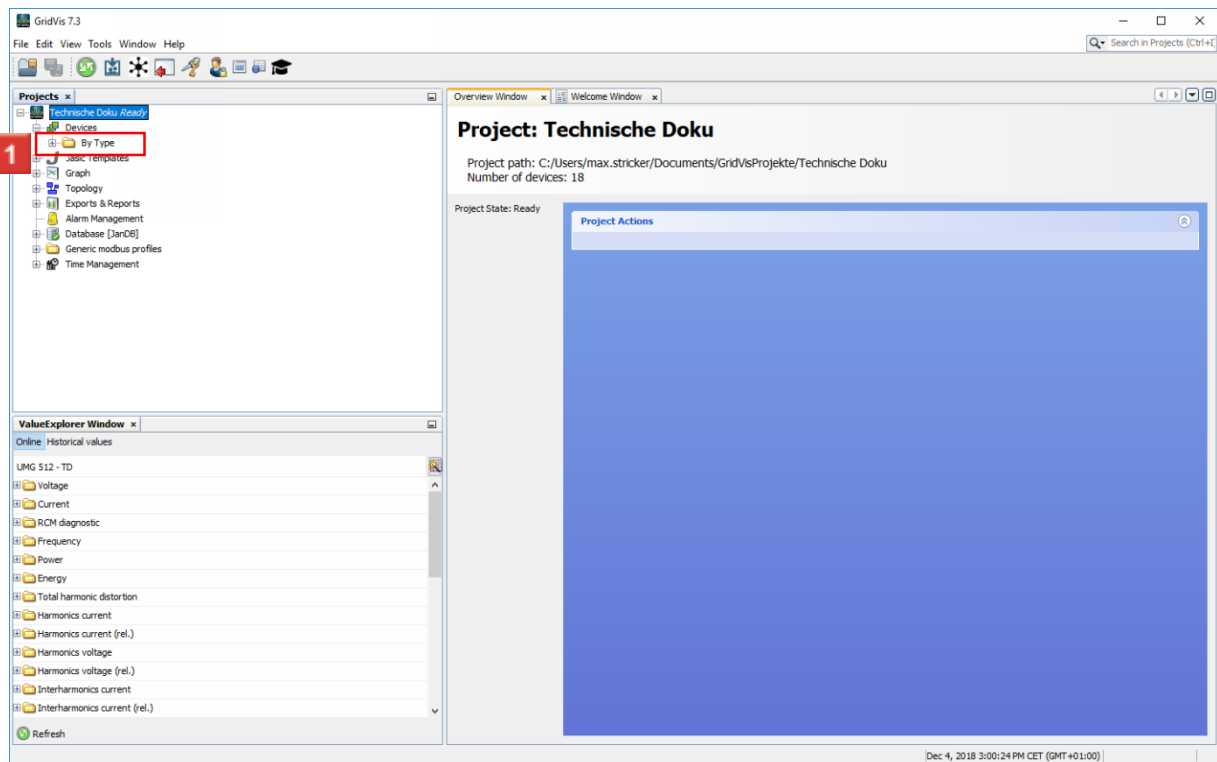 GridVis 7.3
File Edit View Tools Window Help
Search in Projects (Ctrl+I
Projects
Technische Doku Ready
Devices
By Type
1
Jasic Templates
Graph
Topology
Exports & Reports
Alarm Management
Database [JanDB]
Generic modbus profiles
Time Management
ValueExplorer Window
Online Historical values
UMG 512 - TD
Voltage
Current
RCM diagnostic
Frequency
Power
Energy
Total harmonic distortion
Harmonics current
Harmonics current (rel.)
Harmonics voltage
Harmonics voltage (rel.)
Interharmonics current
Interharmonics current (rel.)
Refresh
Overview Window Welcome Window
Project: Technische Doku
Project path: C:/Users/max.stricker/Documents/GridVisProjekte/Technische Doku
Number of devices: 18
Project State: Ready
Project Actions
Dec 4, 2018 3:00:24 PM CET (GMT+01:00)